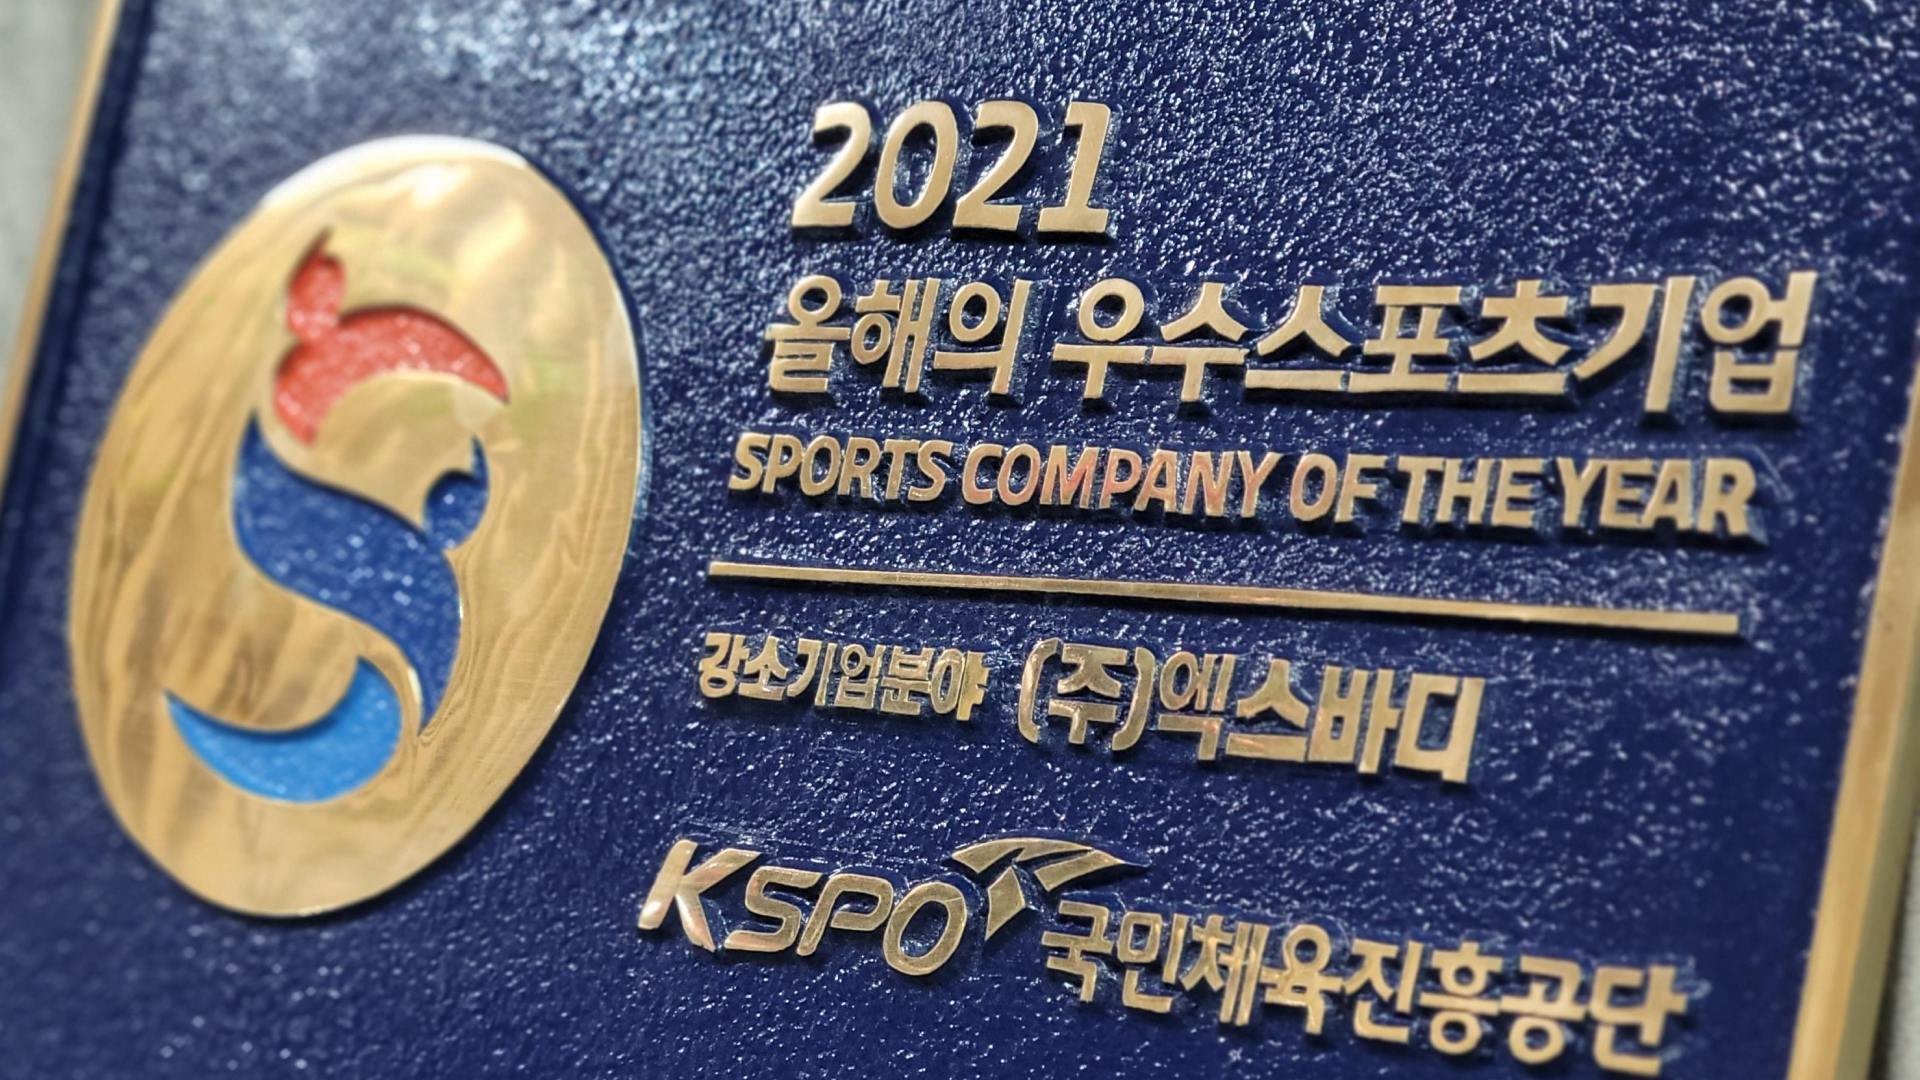 2021
올해의 우수스포츠기업
SPORTS COMPANY OF THE YEAR
강소기업분야 (주)엑스바디
KSPO 국민체육진흥공단